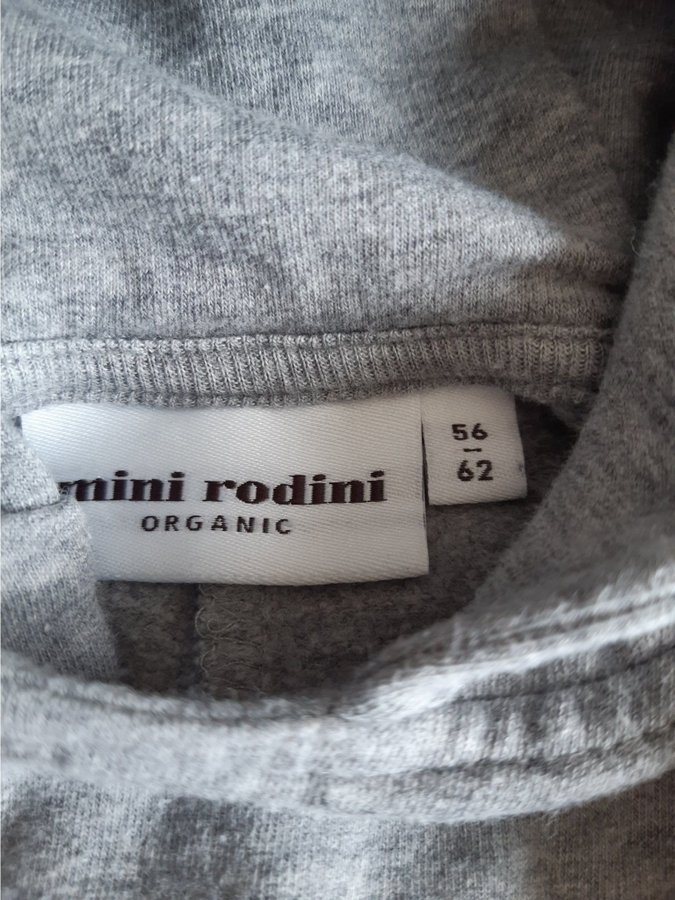 mini rodini
ORGANIC
56
–
62